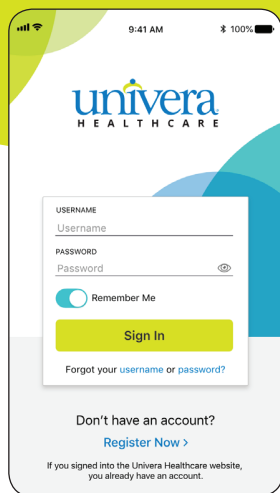 9:41 AM 100%
univera
HEALTHCARE
USERNAME
Username
PASSWORD
Password
Remember Me
Sign In
Forgot your username or password?
Don't have an account?
Register Now >
If you signed into the Univera Healthcare website,
you already have an account.